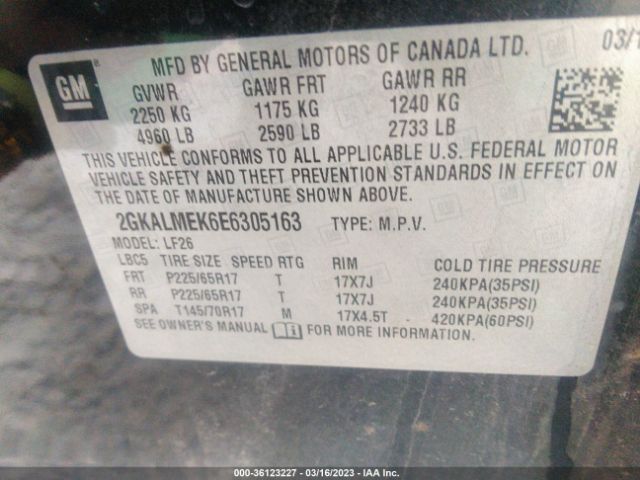 GM
MFD BY GENERAL MOTORS OF CANADA LTD. 03/1
GVWR GAWR FRT GAWR RR
2250 KG 1175 KG 1240 KG
4960 LB 2590 LB 2733 LB
THIS VEHICLE CONFORMS TO ALL APPLICABLE U.S. FEDERAL MOTOR
VEHICLE SAFETY AND THEFT PREVENTION STANDARDS IN EFFECT ON
THE DATE OF MANUFACTURE SHOWN ABOVE.
2GKALMEK6E6305163 TYPE: M.P.V.
MODEL: LF26
LBC5 TIRE SIZE SPEED RTG RIM COLD TIRE PRESSURE
FRT P225/65R17 T 17X7J 240KPA(35PSI)
RR P225/65R17 T 17X7J 240KPA(35PSI)
SPA T145/70R17 M 17X4.5T 420KPA(60PSI)
SEE OWNER'S MANUAL FOR MORE INFORMATION.
000-36123227 - 03/16/2023 - IAA Inc.